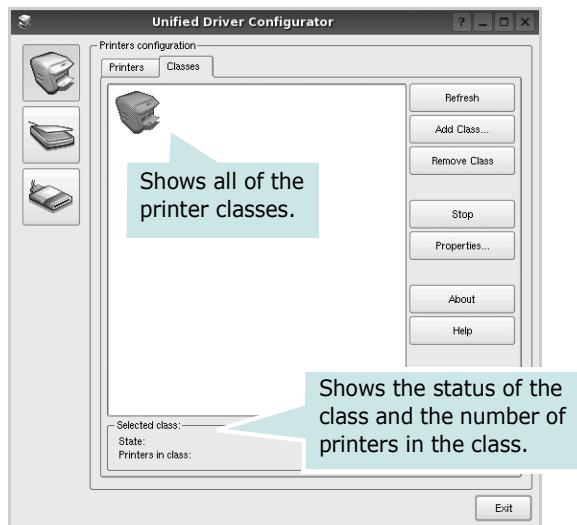 Unified Driver Configurator
?
Printers configuration
Printers
Classes
Refresh
Add Class...
Remove Class
Shows all of the
printer classes.
Stop
Properties...
About
Help
Shows the status of the
class and the number of
printers in the class.
Selected class:
State:
Printers in class:
Exit